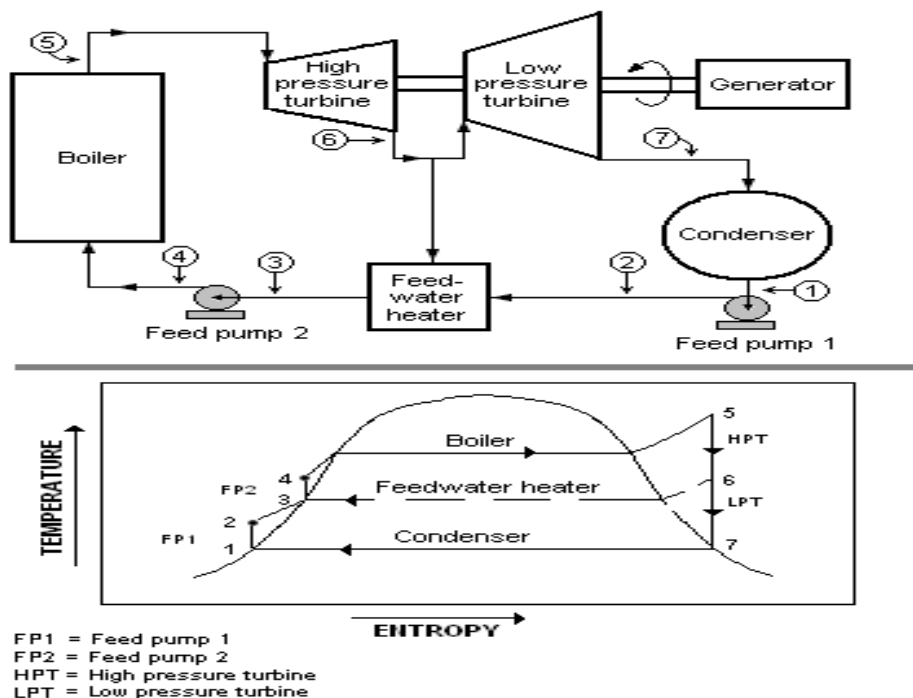 5
High
pressure
turbine
Low
pressure
turbine
Generator
6
7
Boiler
Condenser
4
3
Feed-
water
heater
2
1
Feed pump 2
Feed pump 1
TEMPERATURE
5
Boiler
HPT
4
FP2
Feedwater heater
6
3
LPT
2
FP1
Condenser
1
7
ENTROPY
FP1 = Feed pump 1
FP2 = Feed pump 2
HPT = High pressure turbine
LPT = Low pressure turbine